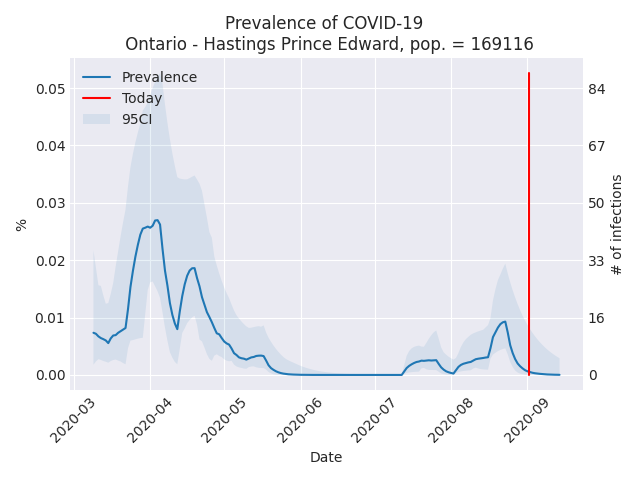 Prevalence of COVID-19
Ontario - Hastings Prince Edward, pop. = 169116
Prevalence
Today
95CI
0.05
0.04
0.03
0.02
0.01
0.00
%
84
67
50
33
16
0
# of infections
2020-03
2020-04
2020-05
2020-06
2020-07
2020-08
2020-09
Date